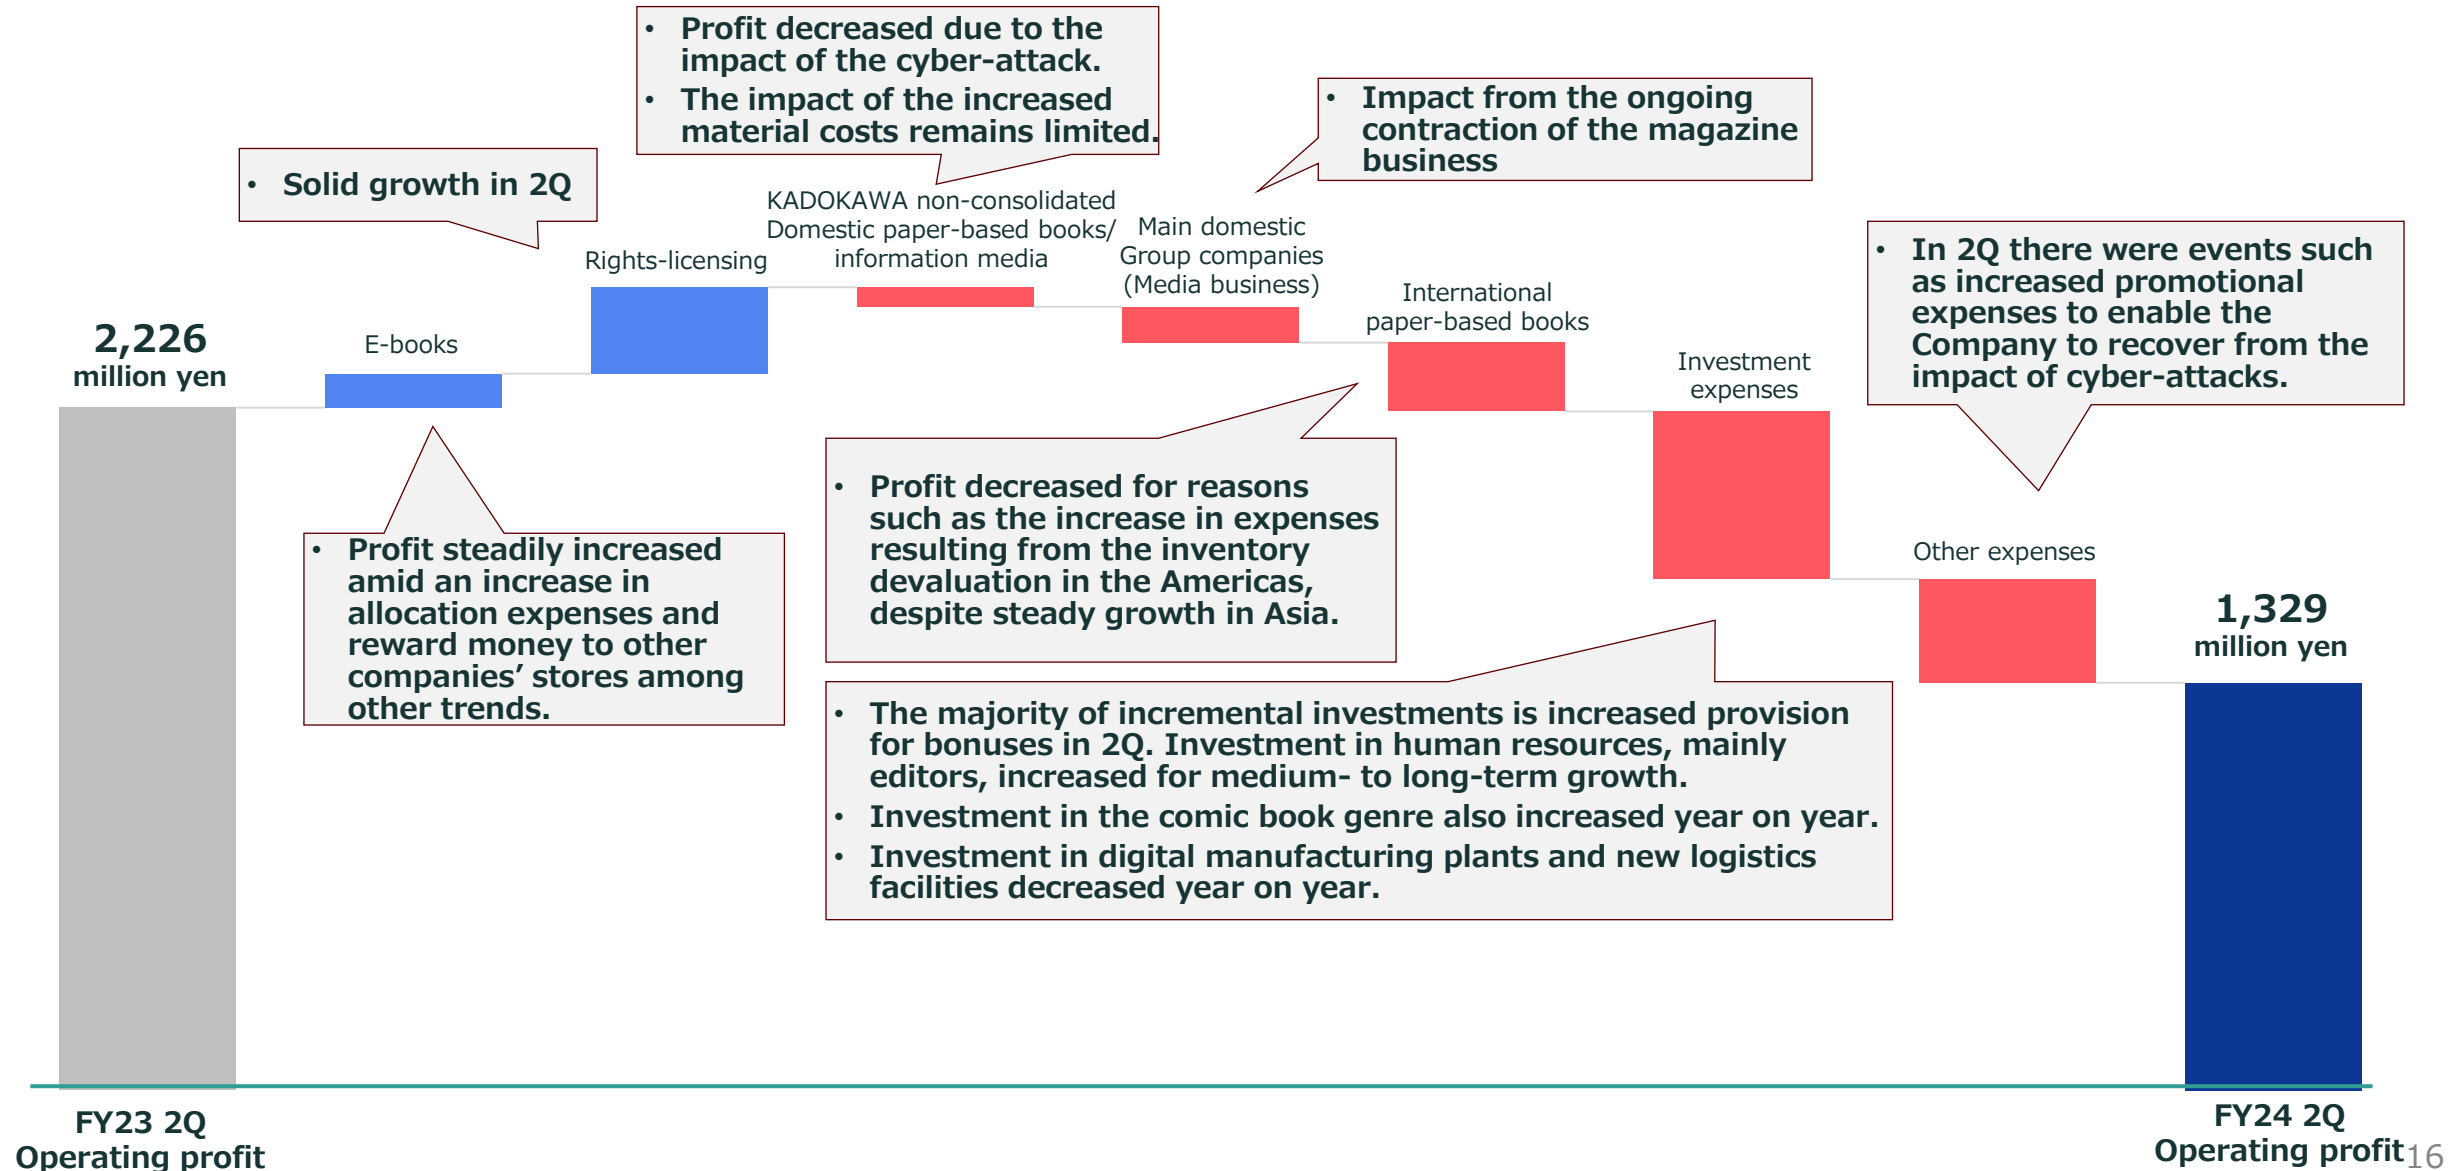 • Profit decreased due to the
impact of the cyber-attack.
• The impact of the increased
material costs remains limited.
• Impact from the ongoing
contraction of the magazine
business
• Solid growth in 2Q
KADOKAWA non-consolidated
Domestic paper-based books/
information media
Main domestic
Group companies
(Media business)
Rights-licensing
• In 2Q there were events such
as increased promotional
expenses to enable the
Company to recover from the
impact of cyber-attacks.
International
paper-based books
2,226
million yen
E-books
Investment
expenses
• Profit decreased for reasons
such as the increase in expenses
resulting from the inventory
devaluation in the Americas,
despite steady growth in Asia.
• Profit steadily increased
amid an increase in
allocation expenses and
reward money to other
companies’ stores among
other trends.
Other expenses
1,329
million yen
• The majority of incremental investments is increased provision
for bonuses in 2Q. Investment in human resources, mainly
editors, increased for medium- to long-term growth.
• Investment in the comic book genre also increased year on year.
• Investment in digital manufacturing plants and new logistics
facilities decreased year on year.
FY23 2Q
Operating profit
FY24 2Q
Operating profit
16